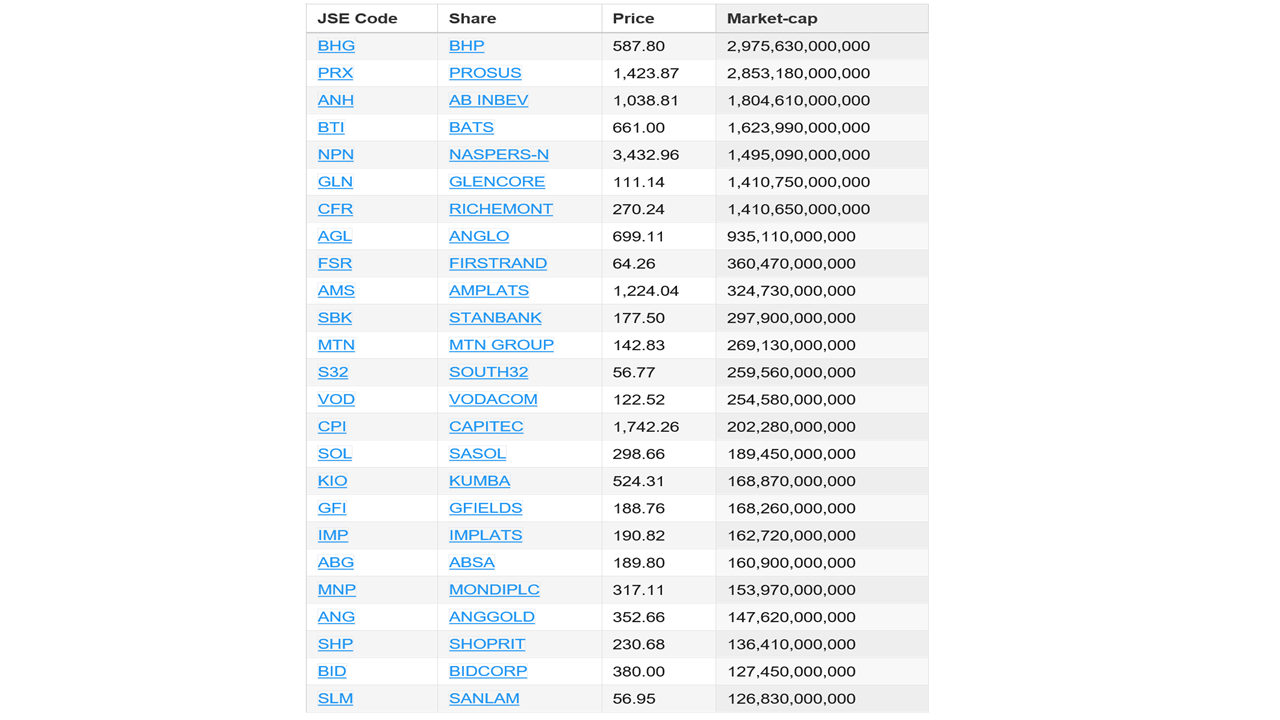 JSE Code Share Price Market-cap
BHG BHP 587.80 2,975,630,000,000
PRX PROSUS 1,423.87 2,853,180,000,000
ANH AB INBEV 1,038.81 1,804,610,000,000
BTI BATS 661.00 1,623,990,000,000
NPN NASPERS-N 3,432.96 1,495,090,000,000
GLN GLENCORE 111.14 1,410,750,000,000
CFR RICHEMONT 270.24 1,410,650,000,000
AGL ANGLO 699.11 935,110,000,000
FSR FIRSTRAND 64.26 360,470,000,000
AMS AMPLATS 1,224.04 324,730,000,000
SBK STANBANK 177.50 297,900,000,000
MTN MTN GROUP 142.83 269,130,000,000
S32 SOUTH32 56.77 259,560,000,000
VOD VODACOM 122.52 254,580,000,000
CPI CAPITEC 1,742.26 202,280,000,000
SOL SASOL 298.66 189,450,000,000
KIO KUMBA 524.31 168,870,000,000
GFI GFIELDS 188.76 168,260,000,000
IMP IMPLATS 190.82 162,720,000,000
ABG ABSA 189.80 160,900,000,000
MNP MONDIPLC 317.11 153,970,000,000
ANG ANGGOLD 352.66 147,620,000,000
SHP SHOPRIT 230.68 136,410,000,000
BID BIDCORP 380.00 127,450,000,000
SLM SANLAM 56.95 126,830,000,000